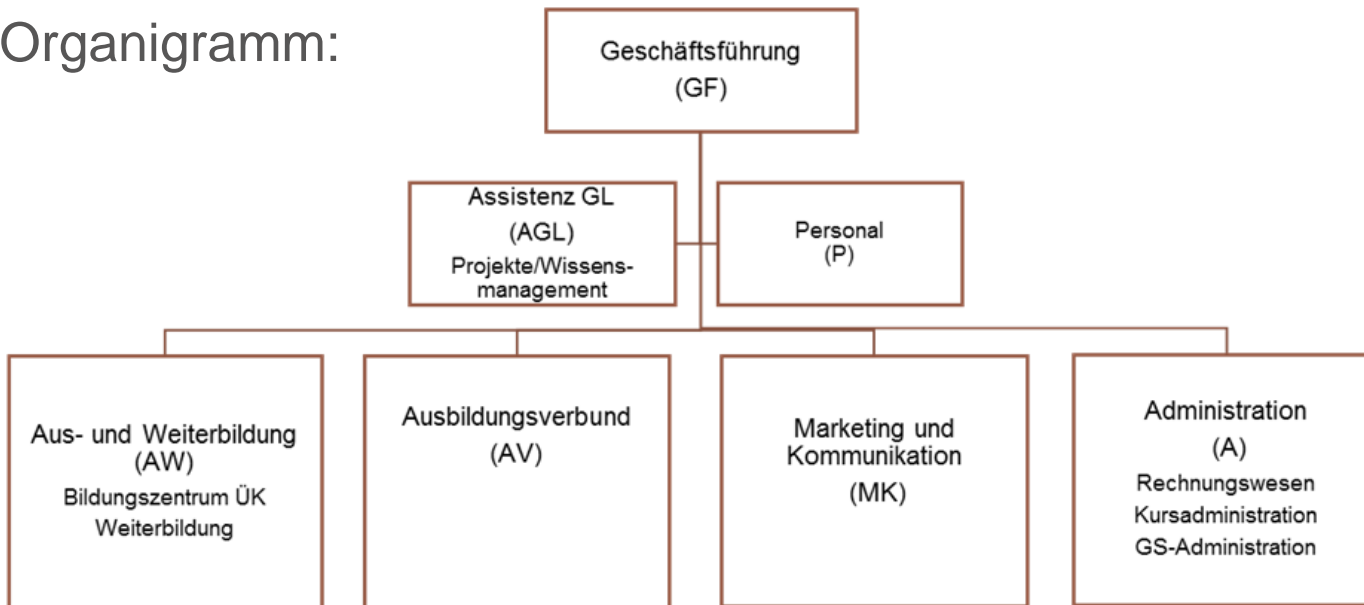 Organigramm:
Geschäftsführung
(GF)
Assistenz GL
(AGL)
Projekte/Wissens-
management
Personal
(P)
Aus- und Weiterbildung
(AW)
Bildungszentrum ÜK
Weiterbildung
Ausbildungsverbund
(AV)
Marketing und
Kommunikation
(MK)
Administration
(A)
Rechnungswesen
Kursadministration
GS-Administration